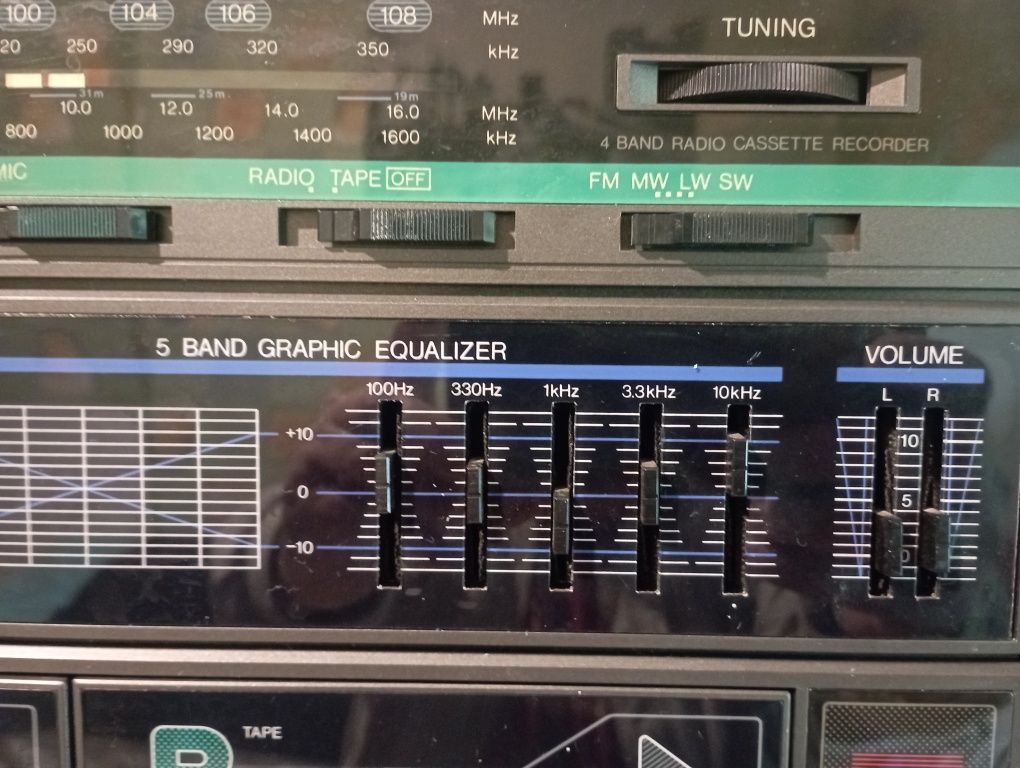 100 104 106 108 MHz
TUNING
20 250 290 320 350 kHz
31m 25m 19m
10.0 12.0 14.0 16.0 MHz
800 1000 1200 1400 1600 kHz
4 BAND RADIO CASSETTE RECORDER
MIC RADIO TAPE OFF FM MW LW SW
5 BAND GRAPHIC EQUALIZER
VOLUME
100Hz 330Hz 1kHz 3.3kHz 10kHz
L R
+10
10
0
5
-10
0
B TAPE